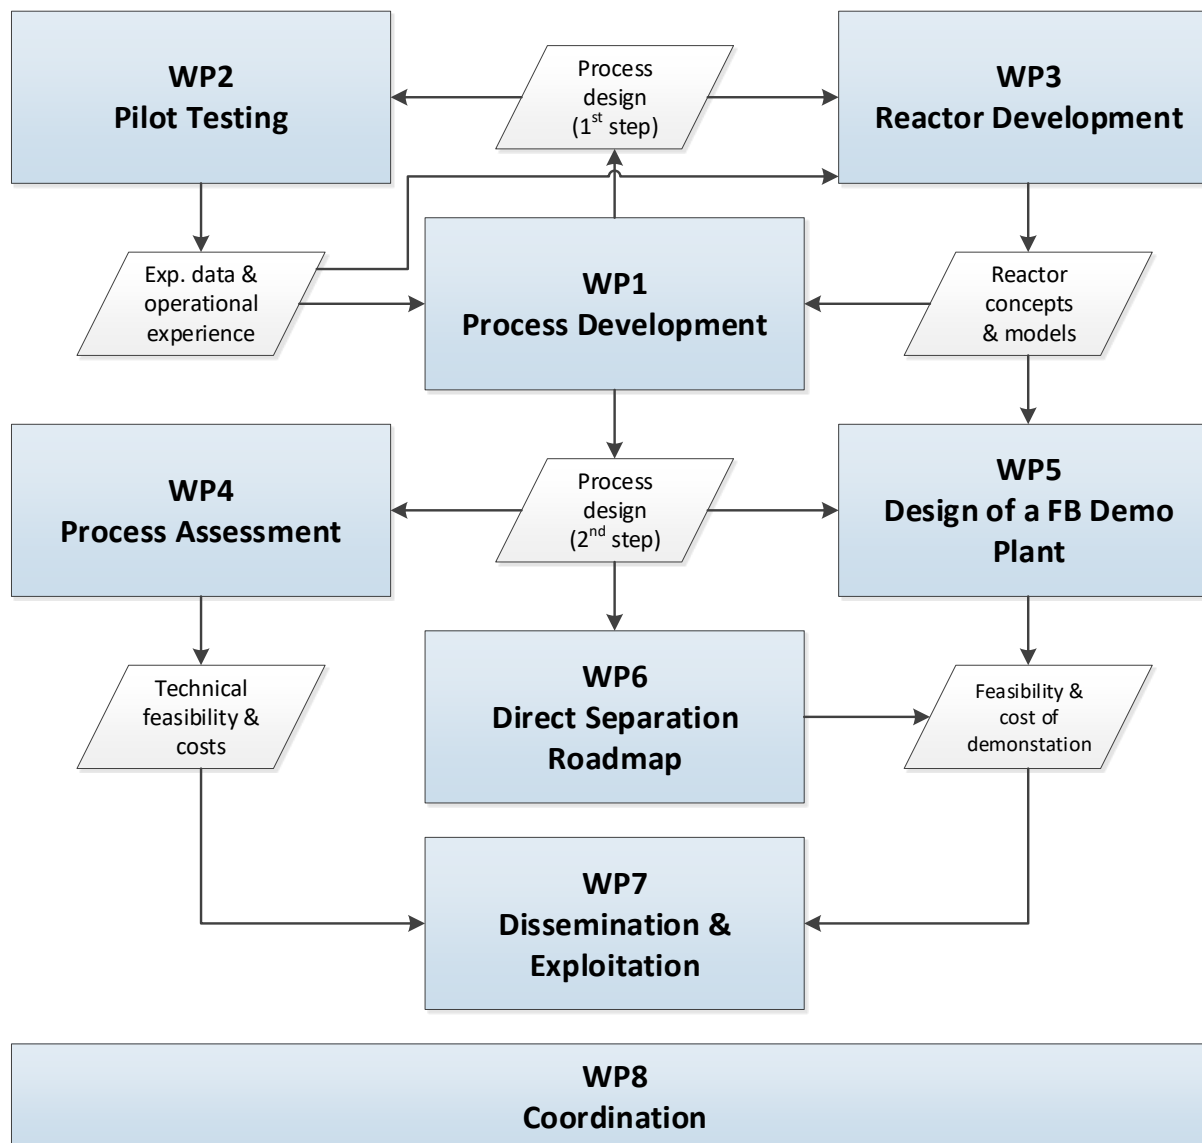 WP2
Pilot Testing
Process
design
(1st step)
WP3
Reactor Development
Exp. data &
operational
experience
WP1
Process Development
Reactor
concepts
& models
WP4
Process Assessment
Process
design
(2nd step)
WP5
Design of a FB Demo
Plant
Technical
feasibility &
costs
WP6
Direct Separation
Roadmap
Feasibility &
cost of
demonstation
WP7
Dissemination &
Exploitation
WP8
Coordination